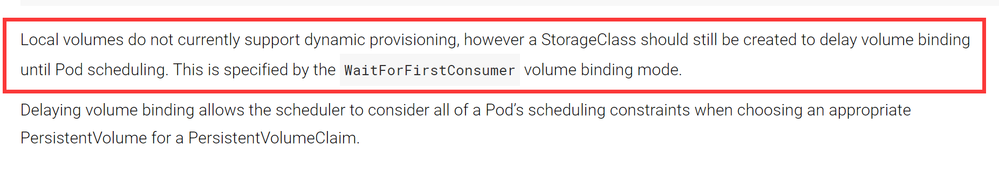 Local volumes do not currently support dynamic provisioning, however a StorageClass should still be created to delay volume binding
until Pod scheduling. This is specified by the WaitForFirstConsumer volume binding mode.
Delaying volume binding allows the scheduler to consider all of a Pod’s scheduling constraints when choosing an appropriate
PersistentVolume for a PersistentVolumeClaim.